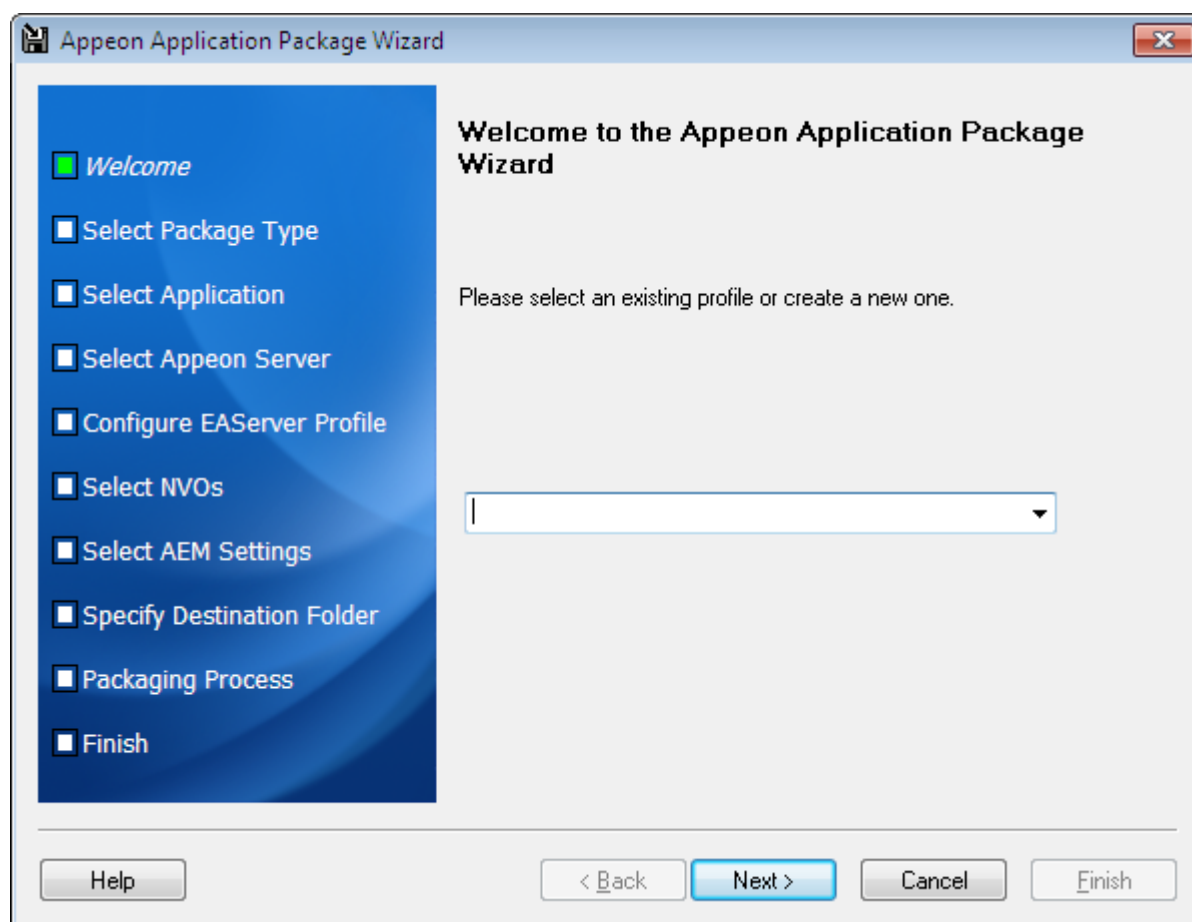 Appeon Application Package Wizard
Welcome
Select Package Type
Select Application
Select Appeon Server
Configure EAServer Profile
Select NVOs
Select AEM Settings
Specify Destination Folder
Packaging Process
Finish
Welcome to the Appeon Application Package
Wizard
Please select an existing profile or create a new one.
Help
< Back
Next >
Cancel
Finish